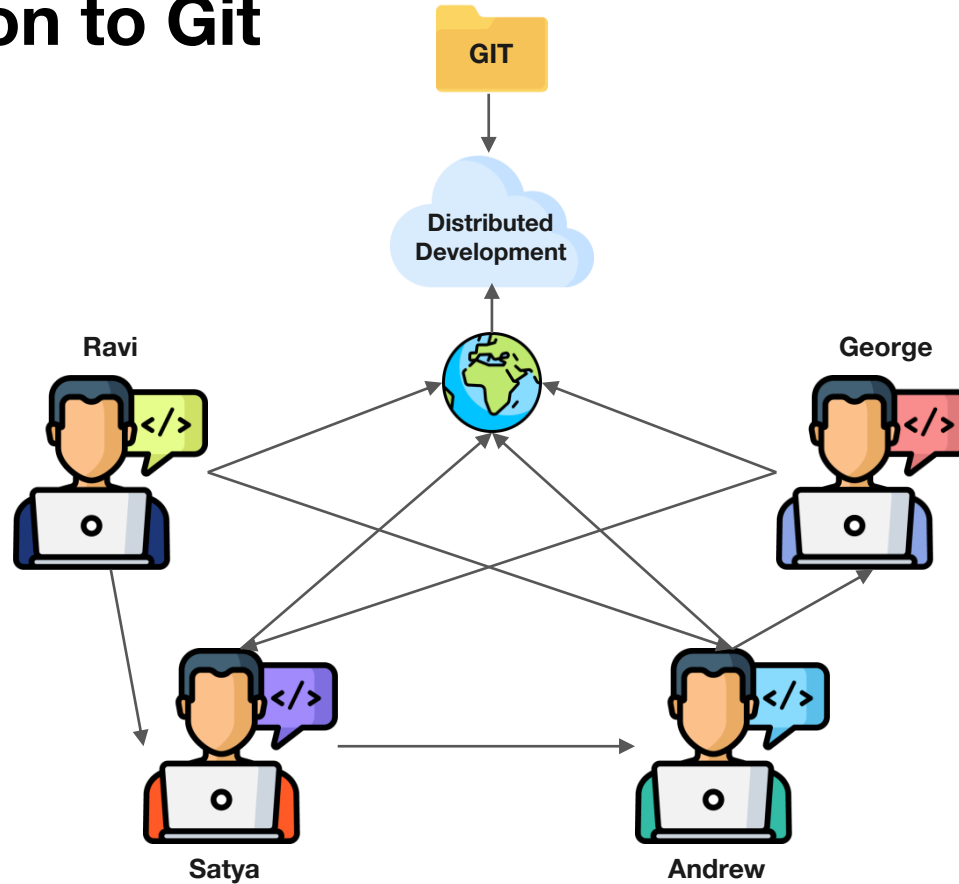 on to Git
GIT
Distributed
Development
Ravi
George
</>
</>
</>
</>
Satya
Andrew